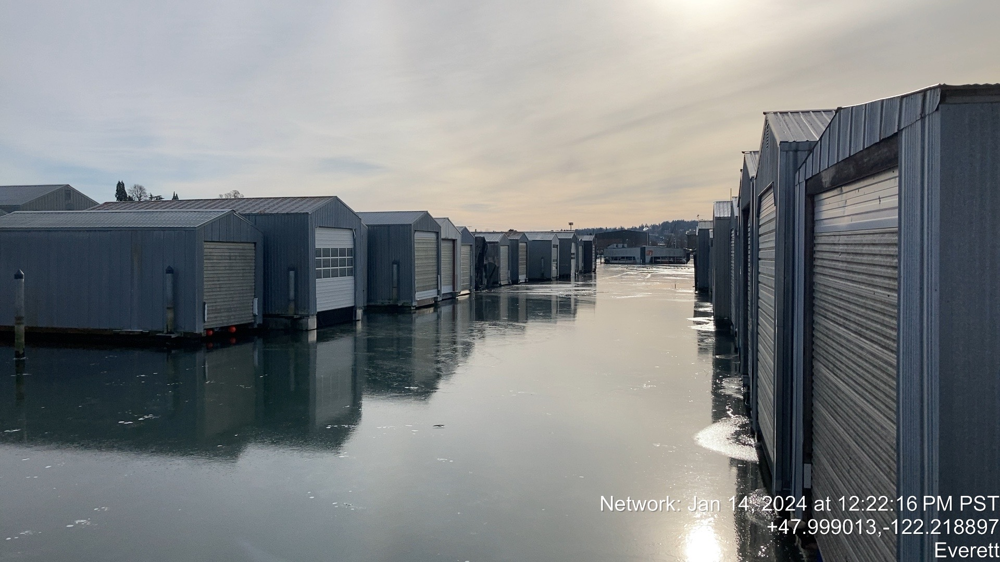 Network: Jan 14, 2024 at 12:22:16 PM PST
+47.999013,-122.218897
Everett